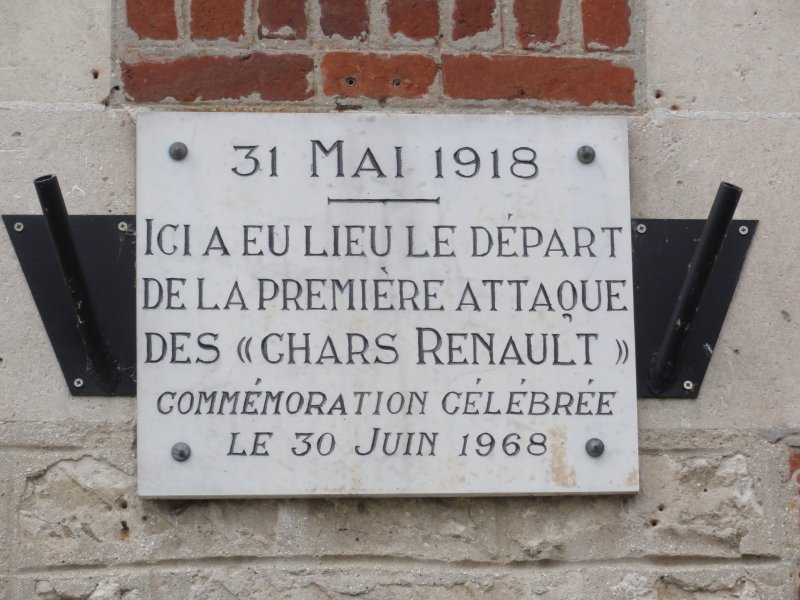 31 MAI 1918
ICI A EU LIEU LE DÉPART
DE LA PREMIÈRE ATTAQUE
DES « CHARS RENAULT »
COMMÉMORATION CÉLÉBRÉE
LE 30 JUIN 1968